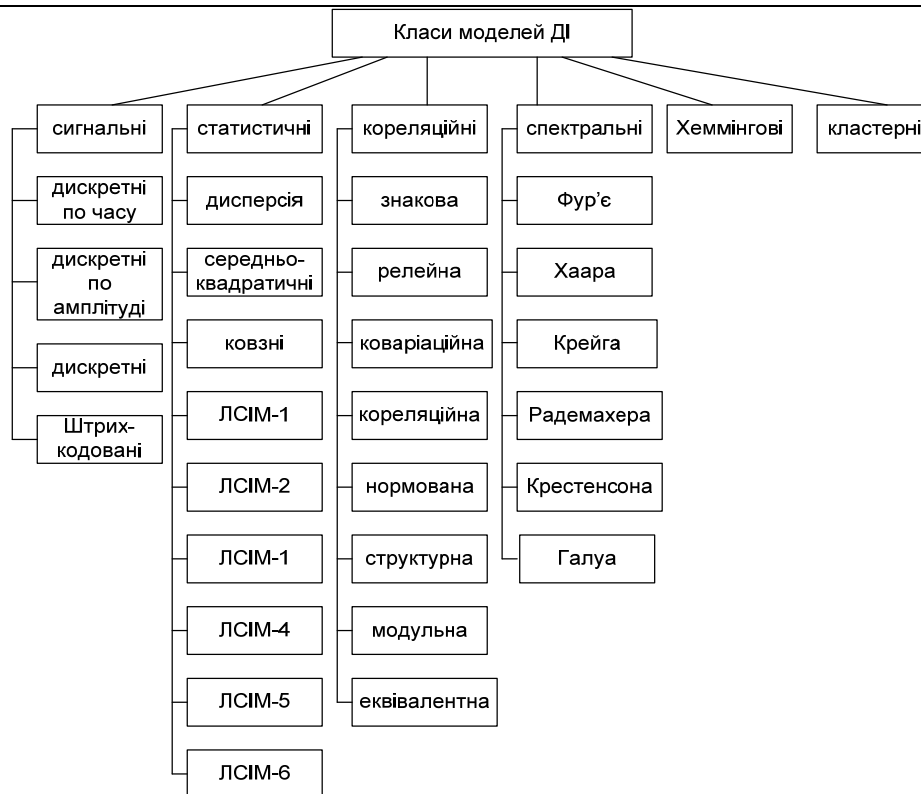 Класи моделей ДІ
сигнальні
статистичні
кореляційні
спектральні
Хеммінгові
кластерні
дискретні
по часу
дискретні
по
амплітуді
дискретні
Штрих-
кодовані
дисперсія
середньо-
квадратичні
ковзні
ЛСІМ-1
ЛСІМ-2
ЛСІМ-1
ЛСІМ-4
ЛСІМ-5
ЛСІМ-6
знакова
релейна
коваріаційна
кореляційна
нормована
структурна
модульна
еквівалентна
Фур’є
Хаара
Крейга
Радемахера
Крестенсона
Галуа